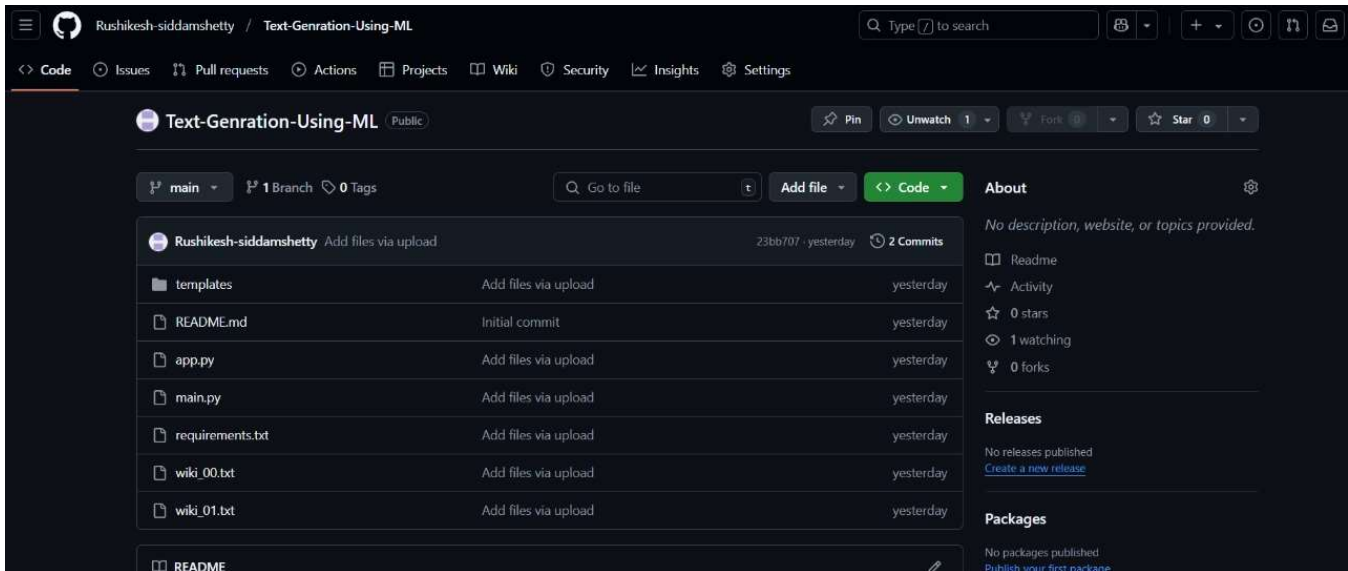 Rushikesh-siddamshetty / Text-Genration-Using-ML Type / to search
Code Issues Pull requests Actions Projects Wiki Security Insights Settings
Text-Genration-Using-ML Public Pin Unwatch 1 Fork 0 Star 0
main 1 Branch 0 Tags Go to file t Add file Code About
No description, website, or topics provided.
Rushikesh-siddamshetty Add files via upload 23bb707 · yesterday 2 Commits
Readme
templates Add files via upload yesterday
Activity
README.md Initial commit yesterday
0 stars
1 watching
app.py Add files via upload yesterday
0 forks
main.py Add files via upload yesterday
Releases
requirements.txt Add files via upload yesterday
No releases published
Create a new release
wiki_00.txt Add files via upload yesterday
wiki_01.txt Add files via upload yesterday
Packages
No packages published
README
Publish your first package